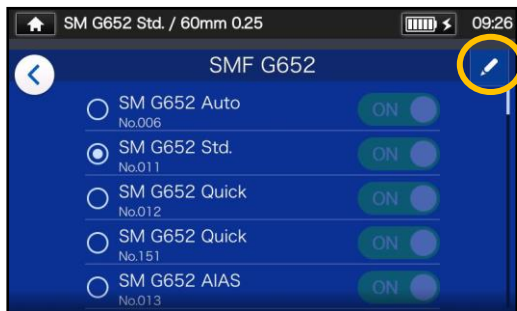 SM G652 Std. / 60mm 0.25 09:26
SMF G652
SM G652 Auto ON
No.006
SM G652 Std. ON
No.011
SM G652 Quick ON
No.012
SM G652 Quick ON
No.151
SM G652 AIAS ON
No.013